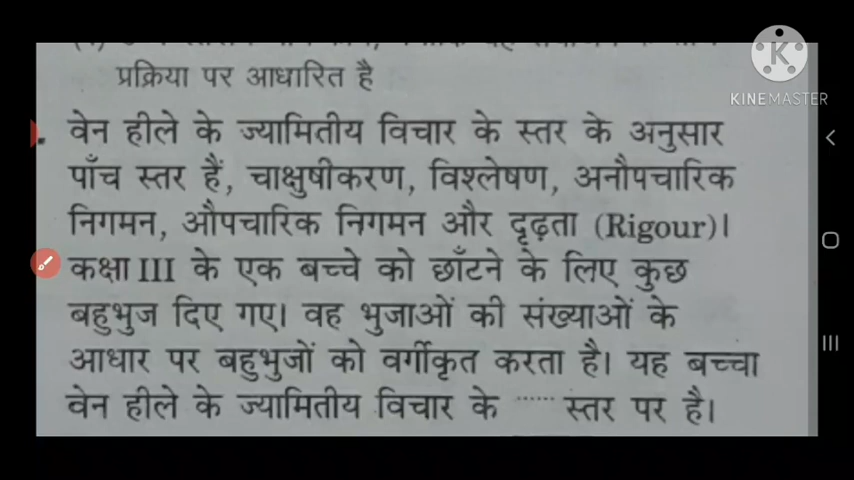 प्रक्रिया पर आधारित है
KINEMASTER
वेन हीले के ज्यामितीय विचार के स्तर के अनुसार
पाँच स्तर हैं, चाक्षुषीकरण, विश्लेषण, अनौपचारिक
निगमन, औपचारिक निगमन और दृढ़ता (Rigour)।
कक्षा III के एक बच्चे को छाँटने के लिए कुछ
बहुभुज दिए गए। वह भुजाओं की संख्याओं के
आधार पर बहुभुजों को वर्गीकृत करता है। यह बच्चा
वेन हीले के ज्यामितीय विचार के ...... स्तर पर है।